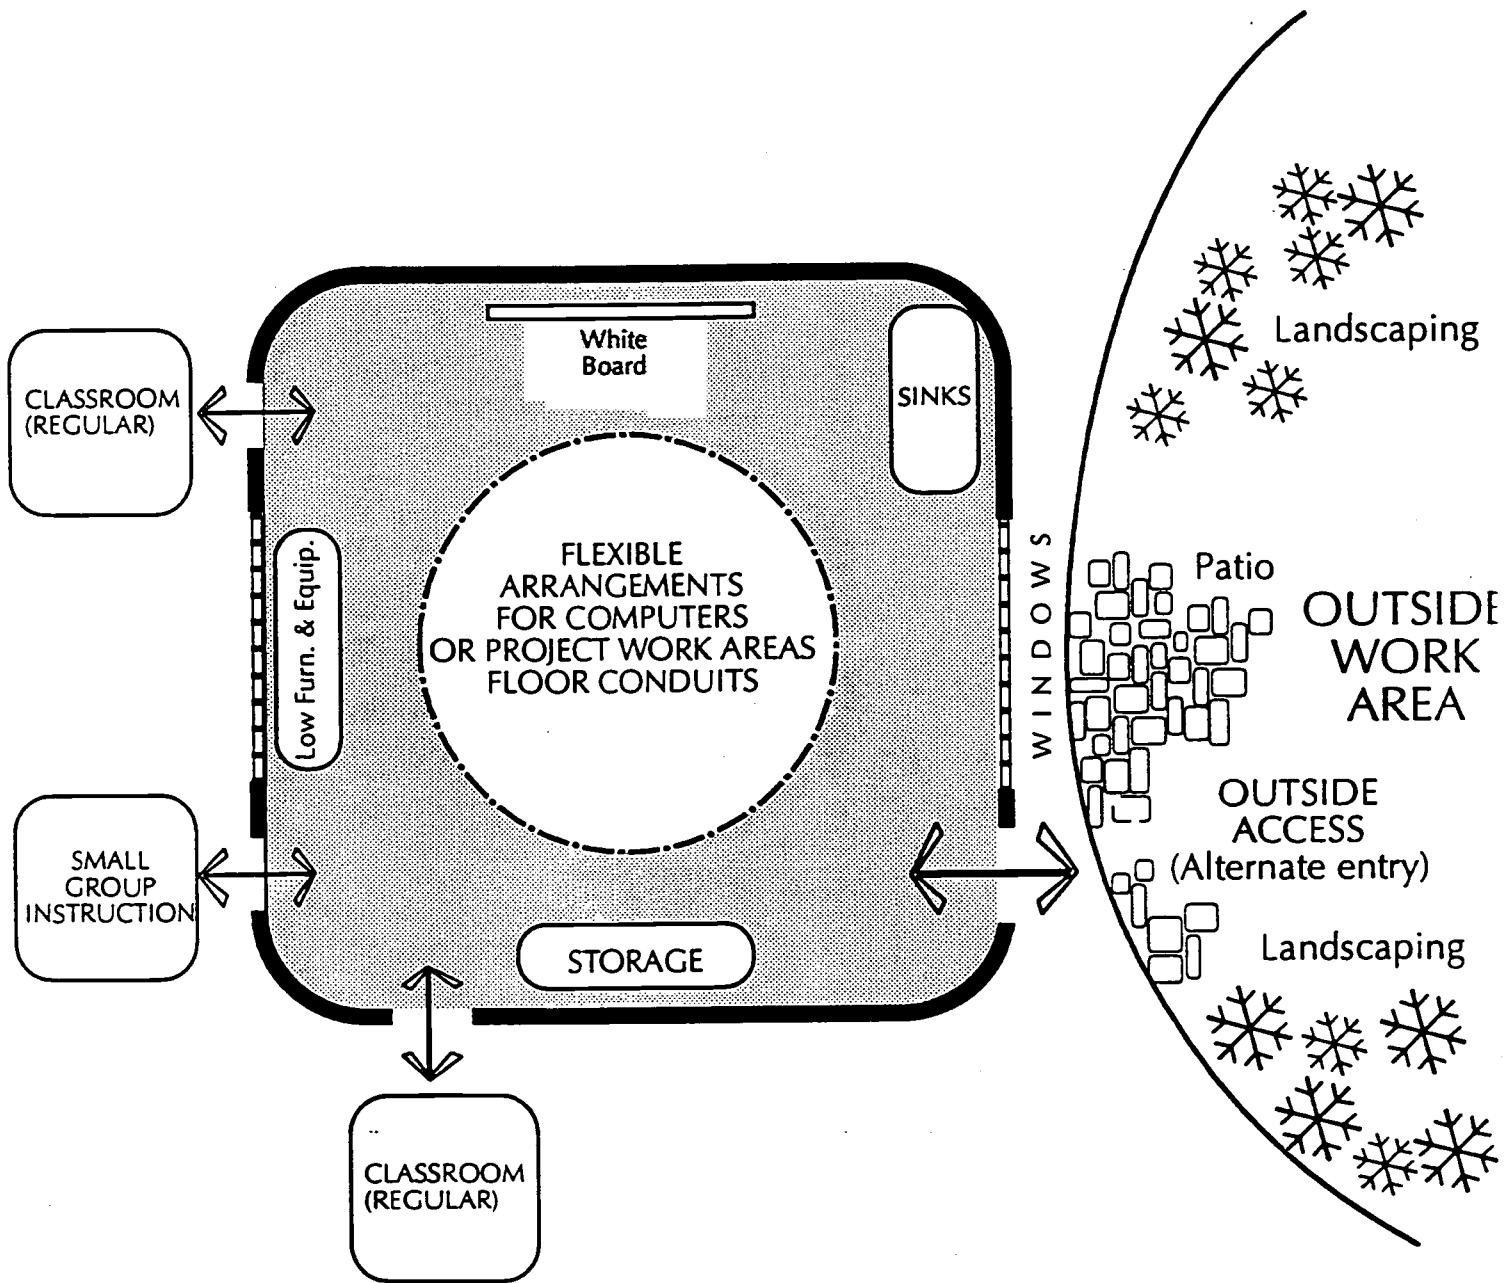 White
Board
SINKS
CLASSROOM
(REGULAR)
Landscaping
FLEXIBLE
ARRANGEMENTS
FOR COMPUTERS
OR PROJECT WORK AREAS
FLOOR CONDUITS
Low Furn. & Equip.
WINDOWS
Patio
OUTSIDE
WORK
AREA
OUTSIDE
ACCESS
(Alternate entry)
SMALL
GROUP
INSTRUCTION
STORAGE
Landscaping
CLASSROOM
(REGULAR)